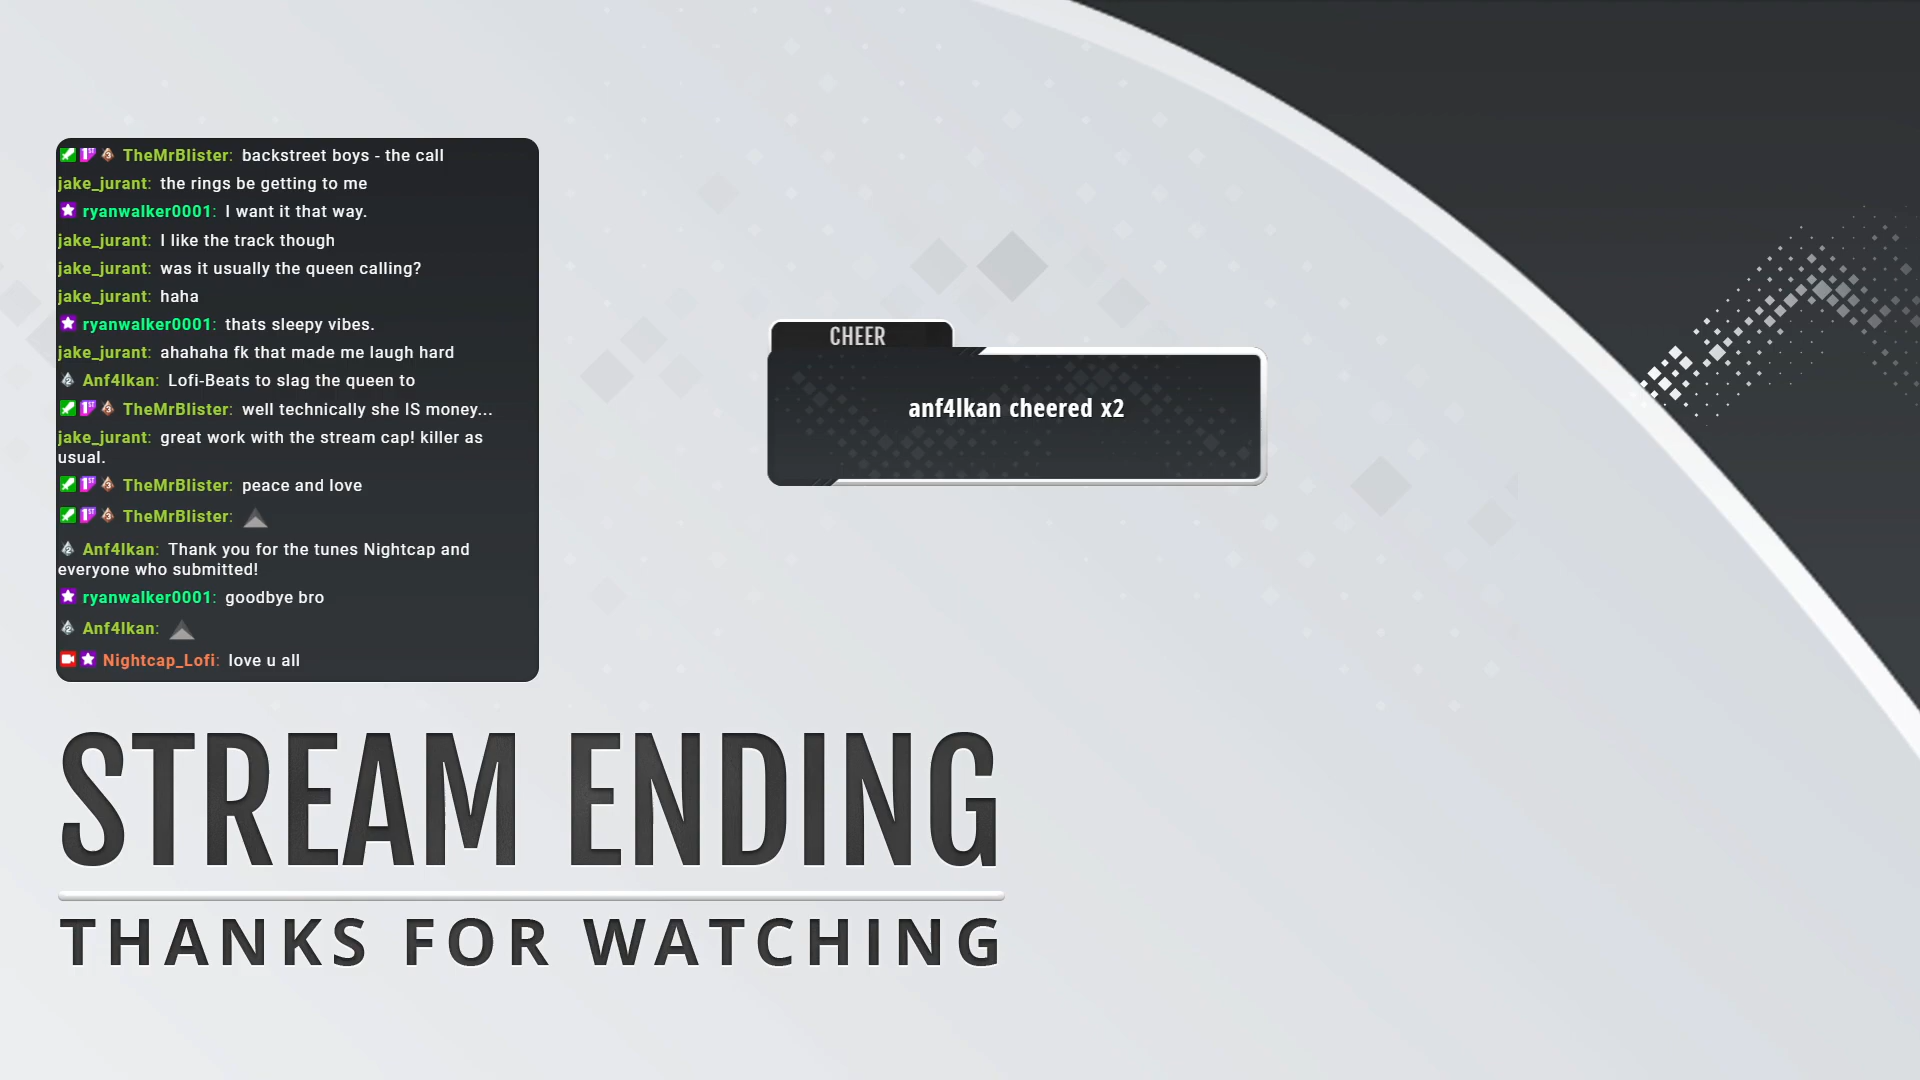 TheMrBlister: backstreet boys - the call
jake_jurant: the rings be getting to me
ryanwalker0001: I want it that way.
jake_jurant: I like the track though
jake_jurant: was it usually the queen calling?
jake_jurant: haha
ryanwalker0001: thats sleepy vibes.
jake_jurant: ahahaha fk that made me laugh hard
Anf4lkan: Lofi-Beats to slag the queen to
TheMrBlister: well technically she IS money...
jake_jurant: great work with the stream cap! killer as
usual.
TheMrBlister: peace and love
TheMrBlister:
Anf4lkan: Thank you for the tunes Nightcap and
everyone who submitted!
ryanwalker0001: goodbye bro
Anf4lkan:
Nightcap_Lofi: love u all
CHEER
anf4lkan cheered x2
STREAM ENDING
THANKS FOR WATCHING